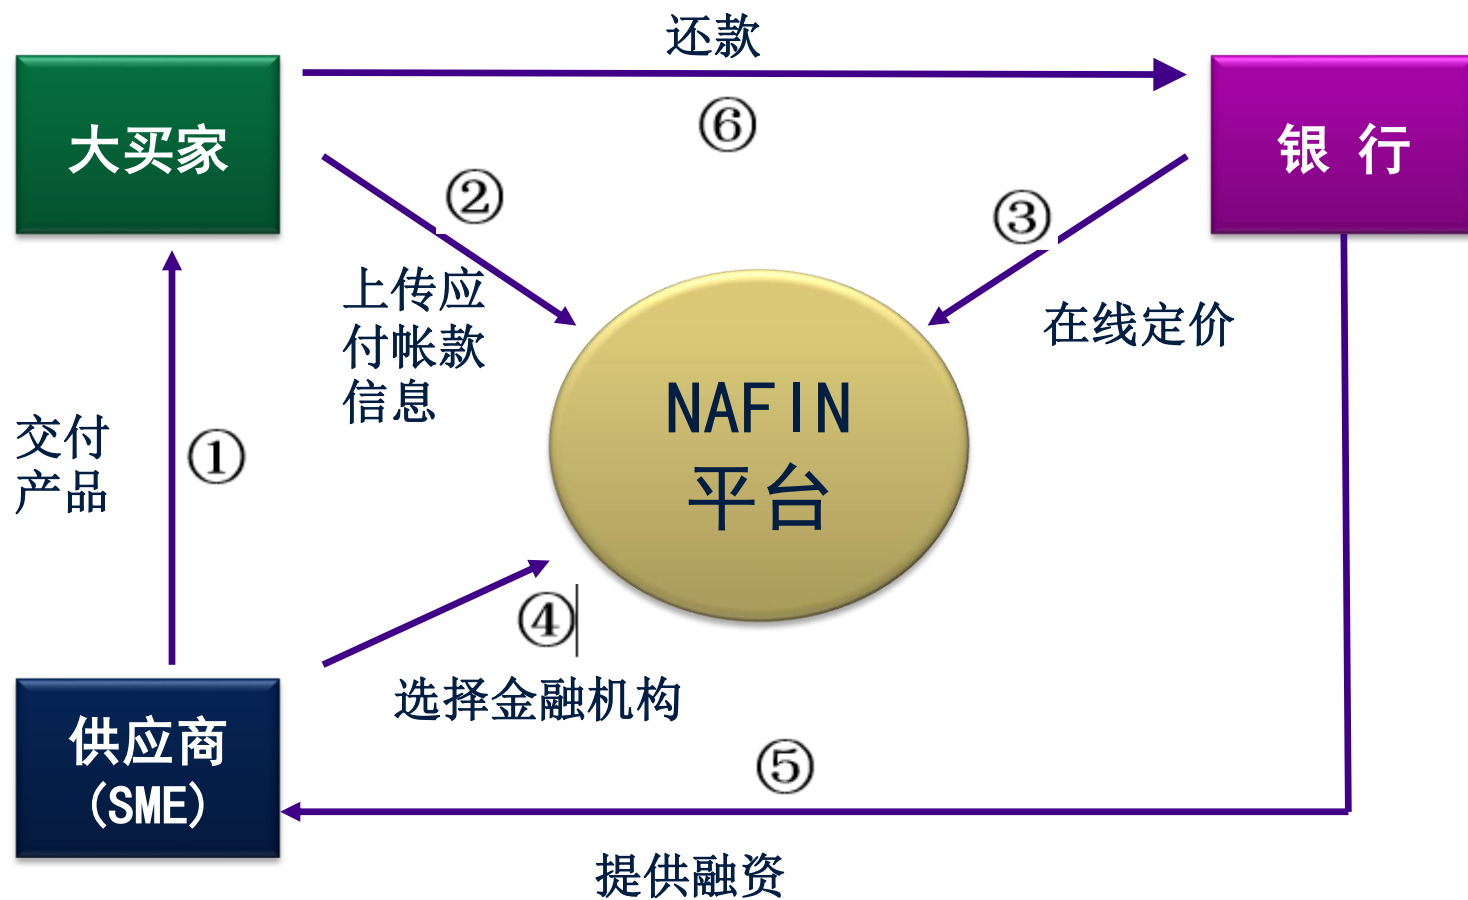 还款
⑥
大买家
银 行
②
③
上传应
付帐款
信息
在线定价
NAFIN
平台
交付
产品
①
④
选择金融机构
供应商
(SME)
⑤
提供融资